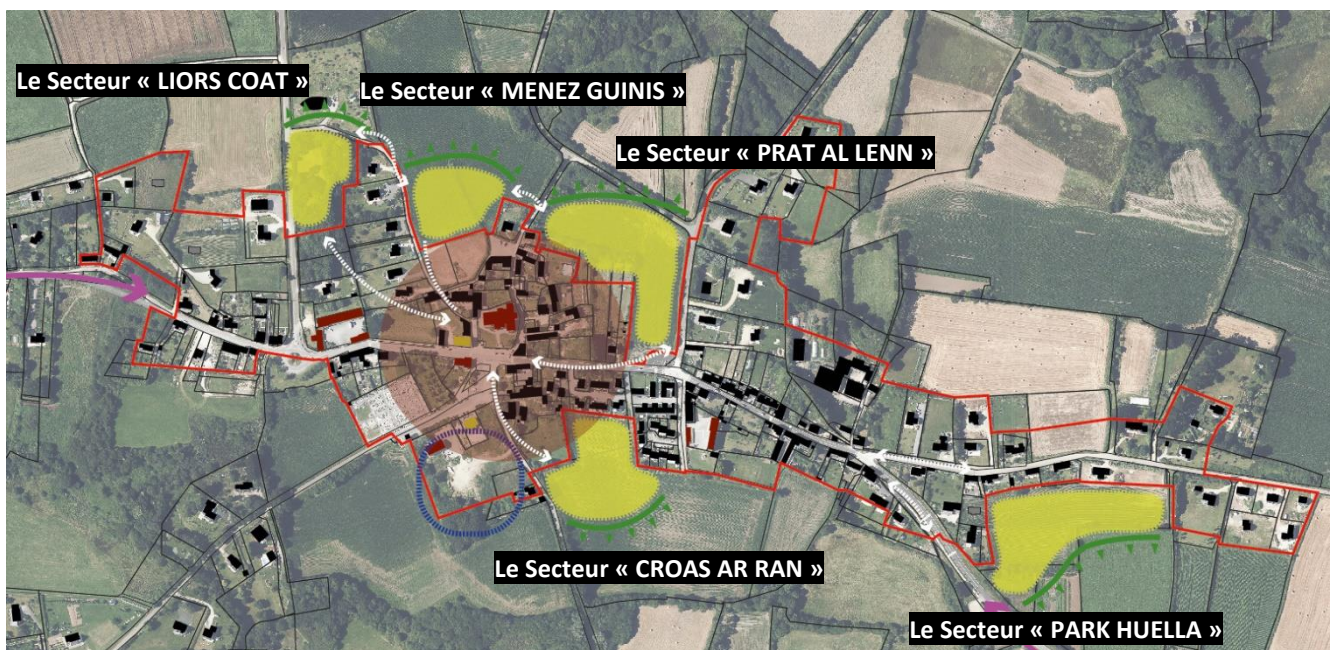 Le Secteur « LIORS COAT »
Le Secteur « MENEZ GUINIS »
Le Secteur « PRAT AL LENN »
Le Secteur « CROAS AR RAN »
Le Secteur « PARK HUELLA »